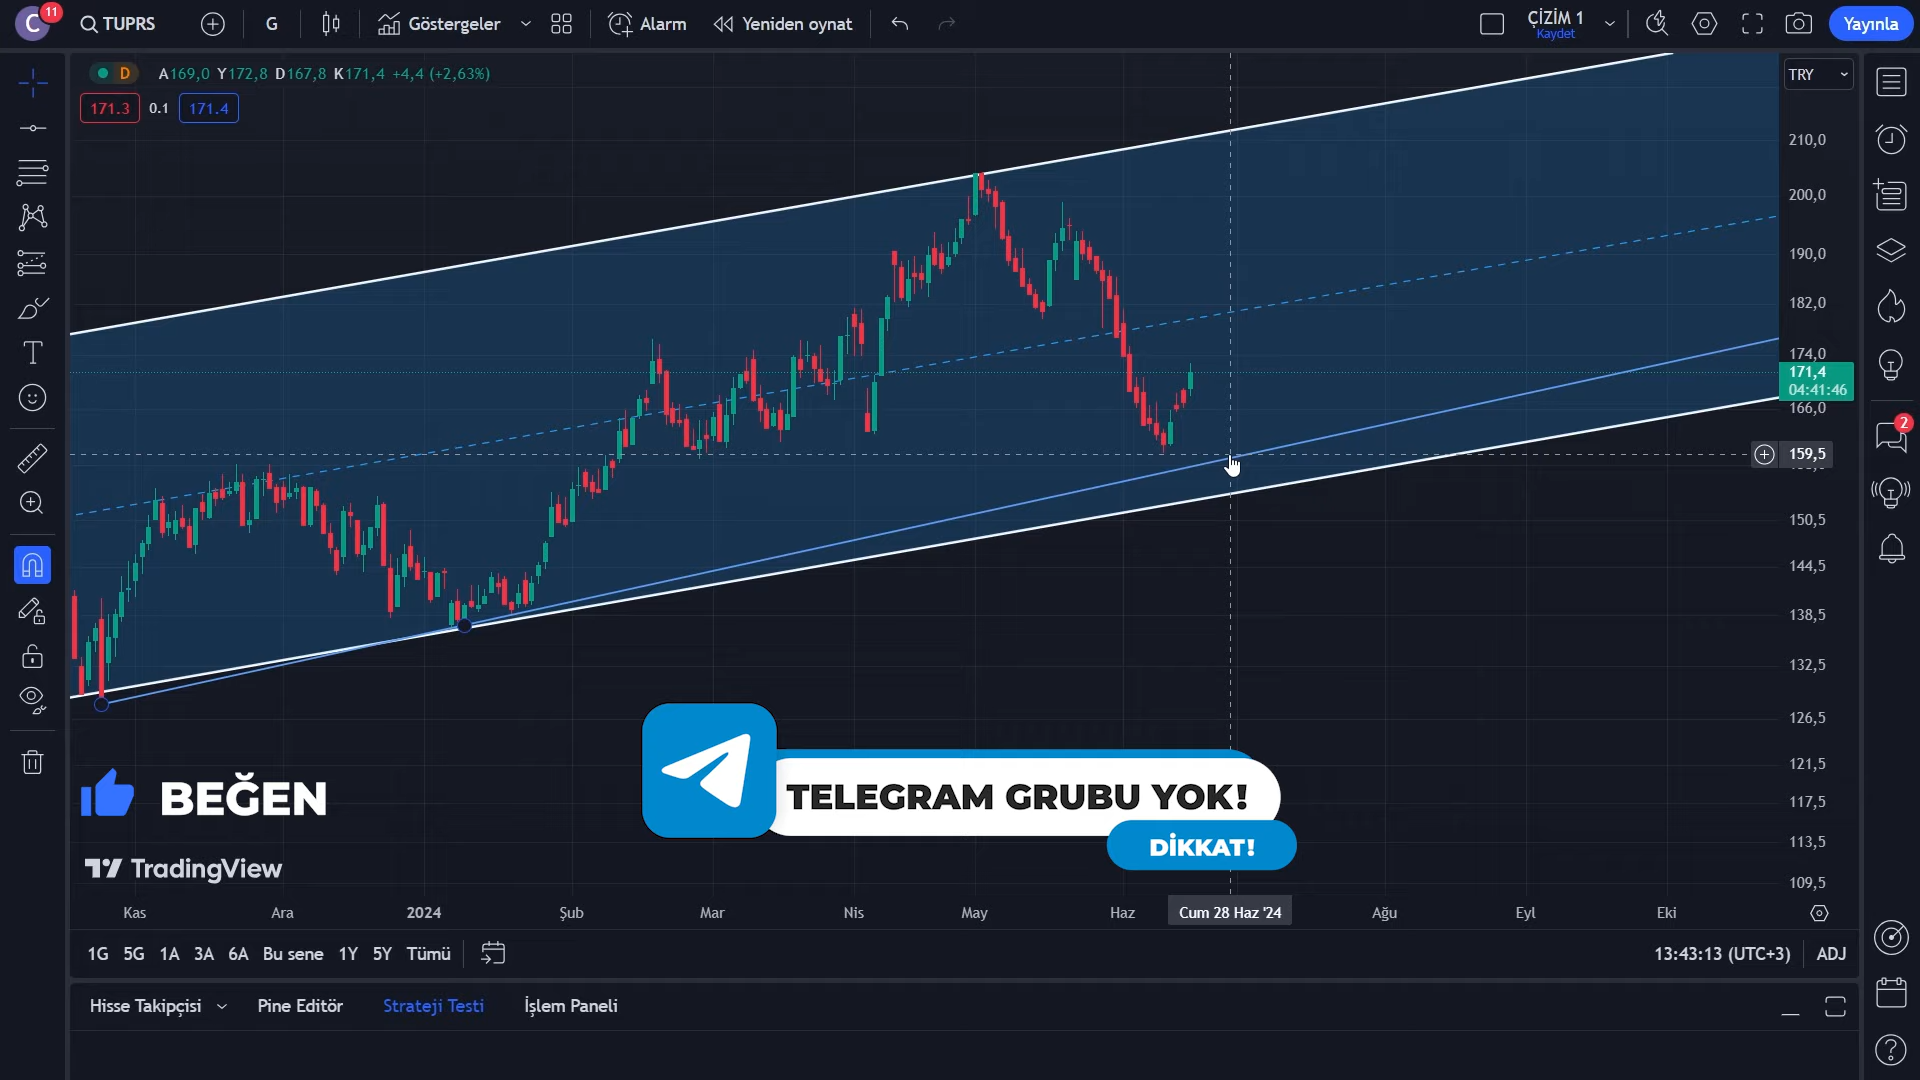 C 11 TUPRS G Göstergeler Alarm Yeniden oynat ÇİZİM 1 Kaydet Yayınla
D A169,0 Y172,8 D167,8 K171,4 +4,4 (+2,63%) TRY
171.3 0.1 171.4
210,0
200,0
190,0
182,0
174,0
171,4
04:41:46
166,0
2
159,5
150,5
144,5
138,5
132,5
126,5
121,5
117,5
113,5
109,5
BEĞEN
TELEGRAM GRUBU YOK!
DİKKAT!
TradingView
Kas Ara 2024 Şub Mar Nis May Haz Cum 28 Haz '24 Ağu Eyl Eki
1G 5G 1A 3A 6A Bu sene 1Y 5Y Tümü 13:43:13 (UTC+3) ADJ
Hisse Takipçisi Pine Editör Strateji Testi İşlem Paneli